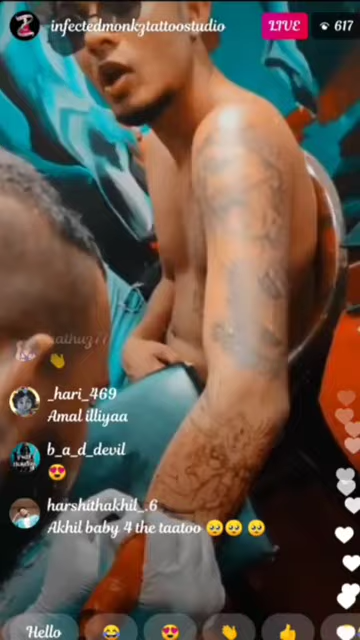 infectedmonkztattoostudio
LIVE
617
_hari_469
Amal illiyaa
b_a_d_devil
😍
harshithakhil_.6
Akhil baby 4 the taatoo 🥺🥺🥺
Hello